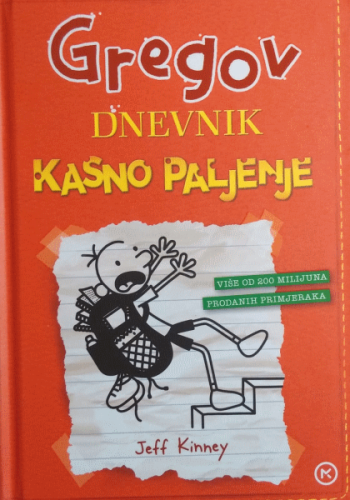 Gregov
DNEVNIK
KASNO PALJENJE
VIŠE OD 200 MILIJUNA
PRODANIH PRIMJERAKA
Jeff Kinney